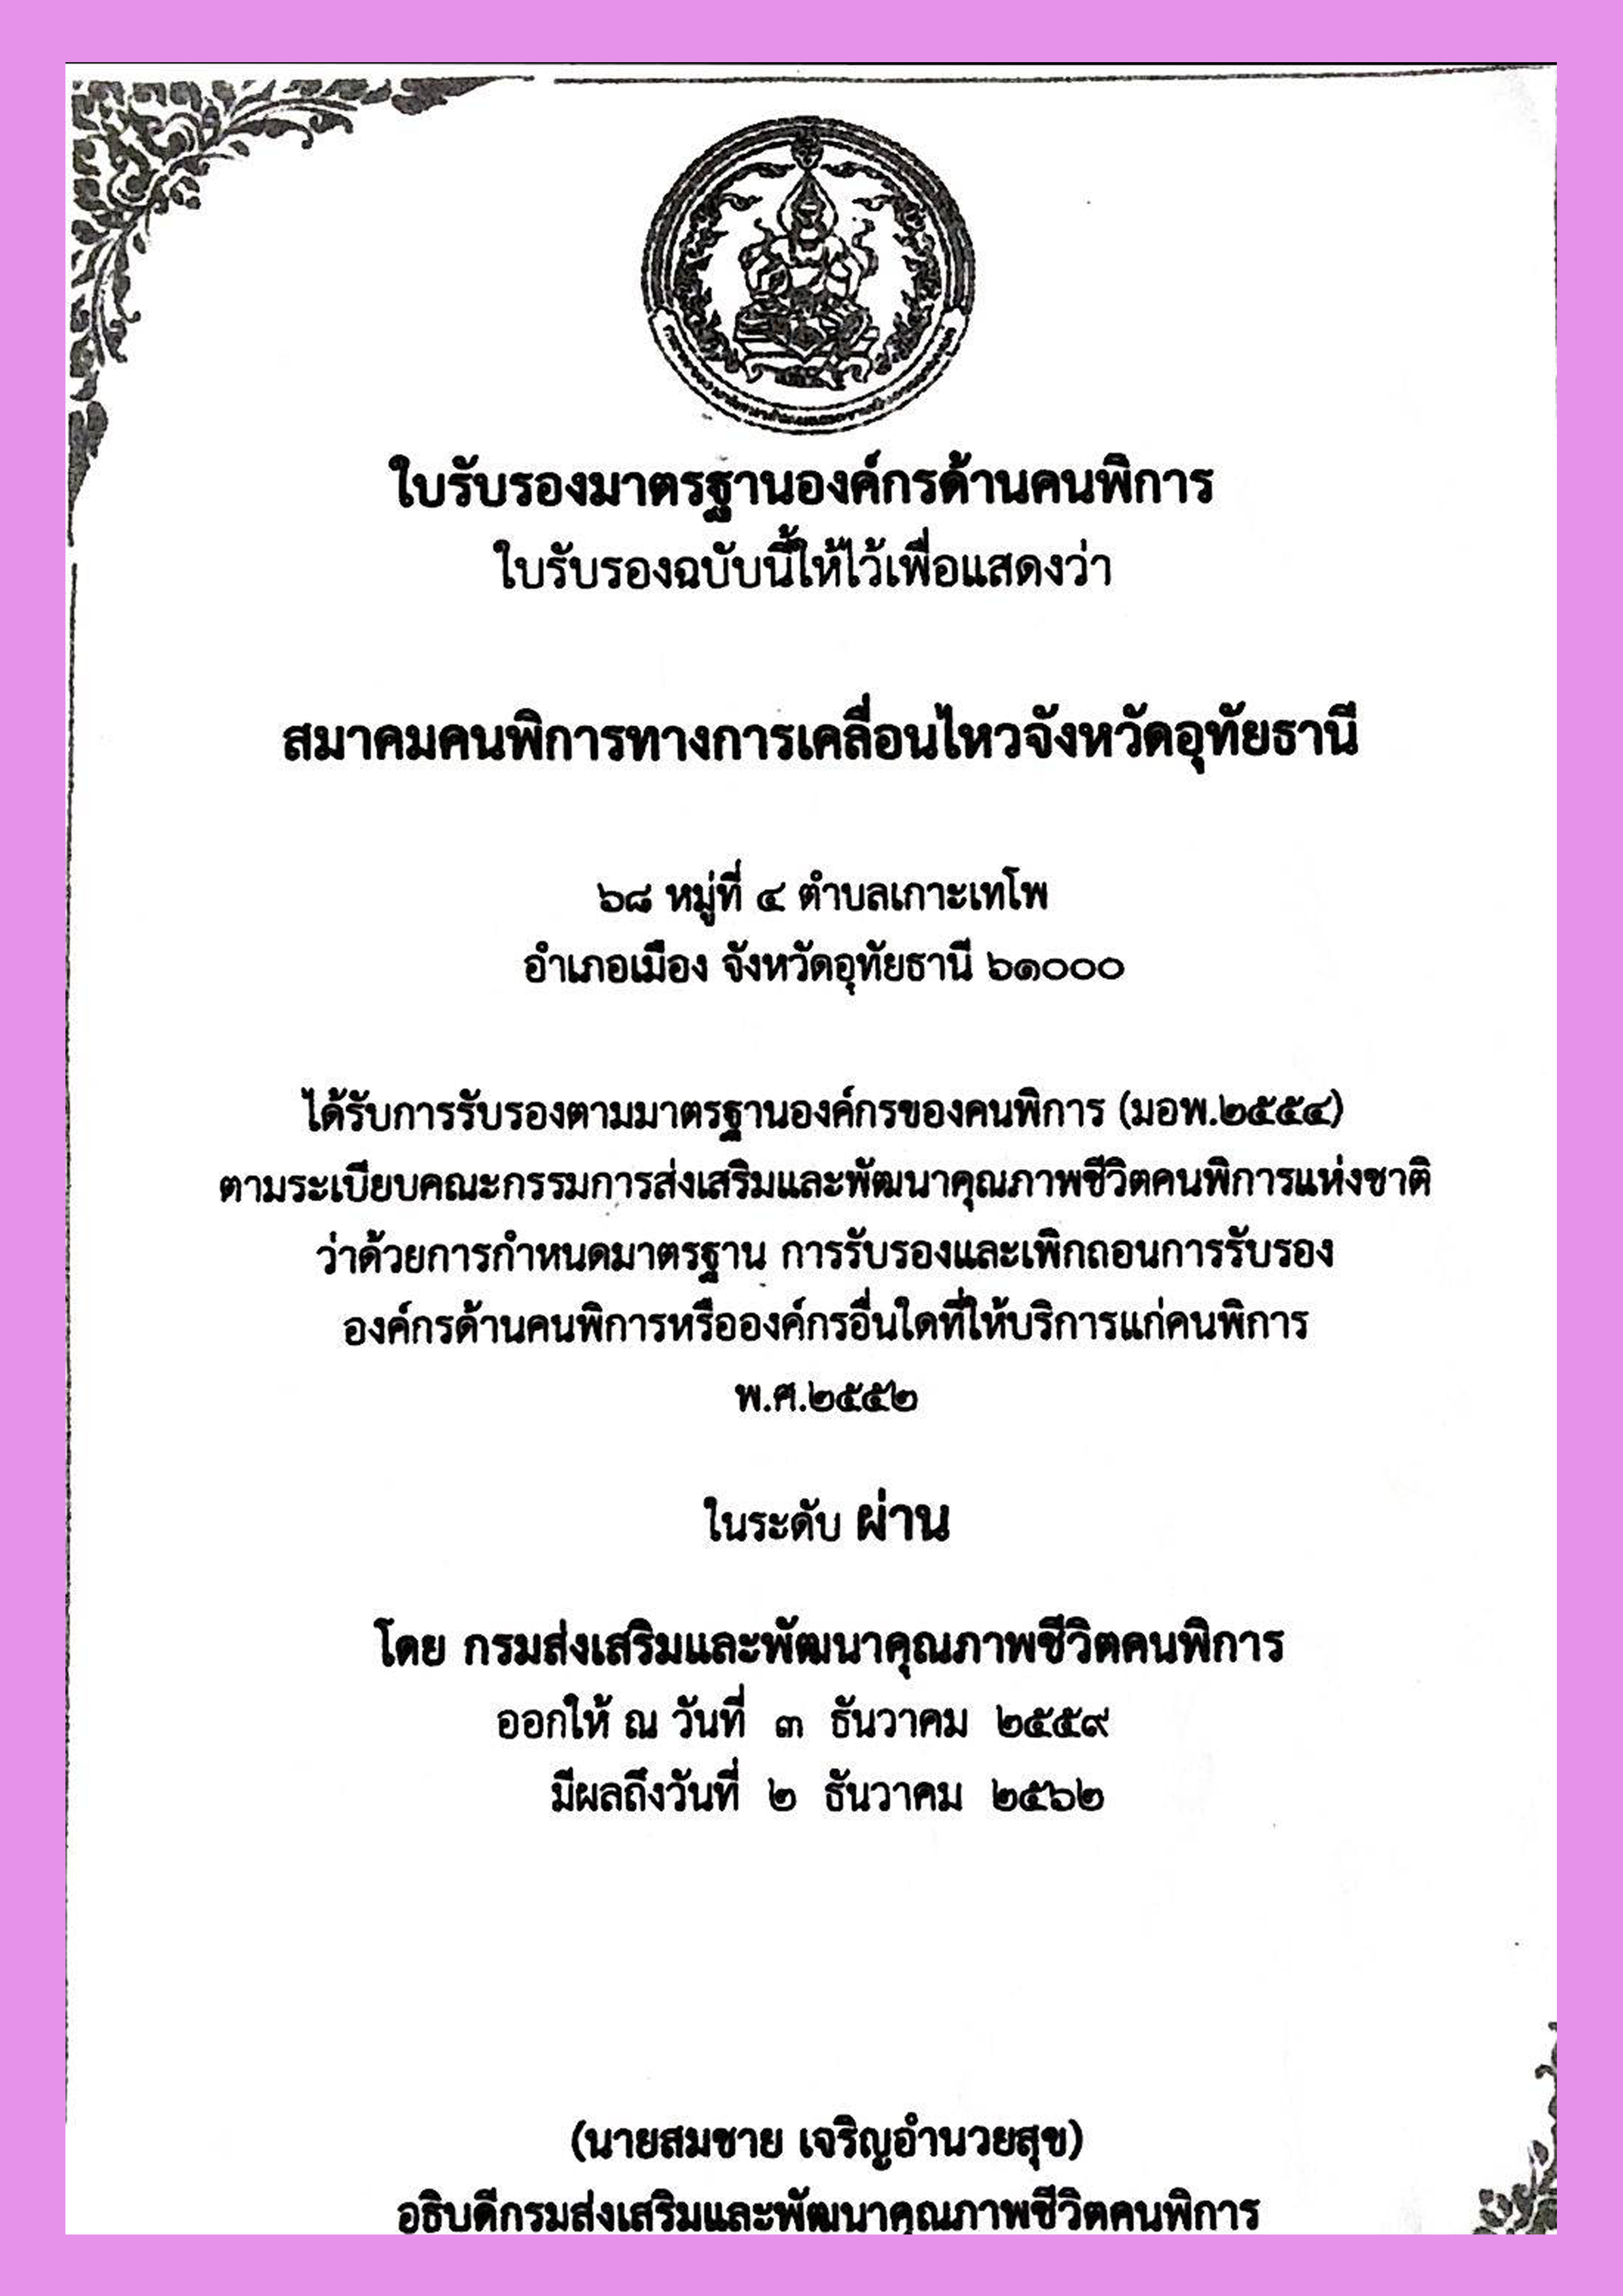 ใบรับรองมาตรฐานองค์กรด้านคนพิการ
ใบรับรองฉบับนี้ให้ไว้เพื่อแสดงว่า
สมาคมคนพิการทางการเคลื่อนไหวจังหวัดอุทัยธานี
๖๘ หมู่ที่ ๔ ตำบลเกาะเทโพ
อำเภอเมือง จังหวัดอุทัยธานี ๖๑๐๐๐
ได้รับการรับรองตามมาตรฐานองค์กรของคนพิการ (มอพ.๒๕๕๔)
ตามระเบียบคณะกรรมการส่งเสริมและพัฒนาคุณภาพชีวิตคนพิการแห่งชาติ
ว่าด้วยการกำหนดมาตรฐาน การรับรองและเพิกถอนการรับรอง
องค์กรด้านคนพิการหรือองค์กรอื่นใดที่ให้บริการแก่คนพิการ
พ.ศ.๒๕๕๒
ในระดับ ผ่าน
โดย กรมส่งเสริมและพัฒนาคุณภาพชีวิตคนพิการ
ออกให้ ณ วันที่ ๓ ธันวาคม ๒๕๕๙
มีผลถึงวันที่ ๒ ธันวาคม ๒๕๖๒
(นายสมชาย เจริญอำนวยสุข)
อธิบดีกรมส่งเสริมและพัฒนาคุณภาพชีวิตคนพิการ